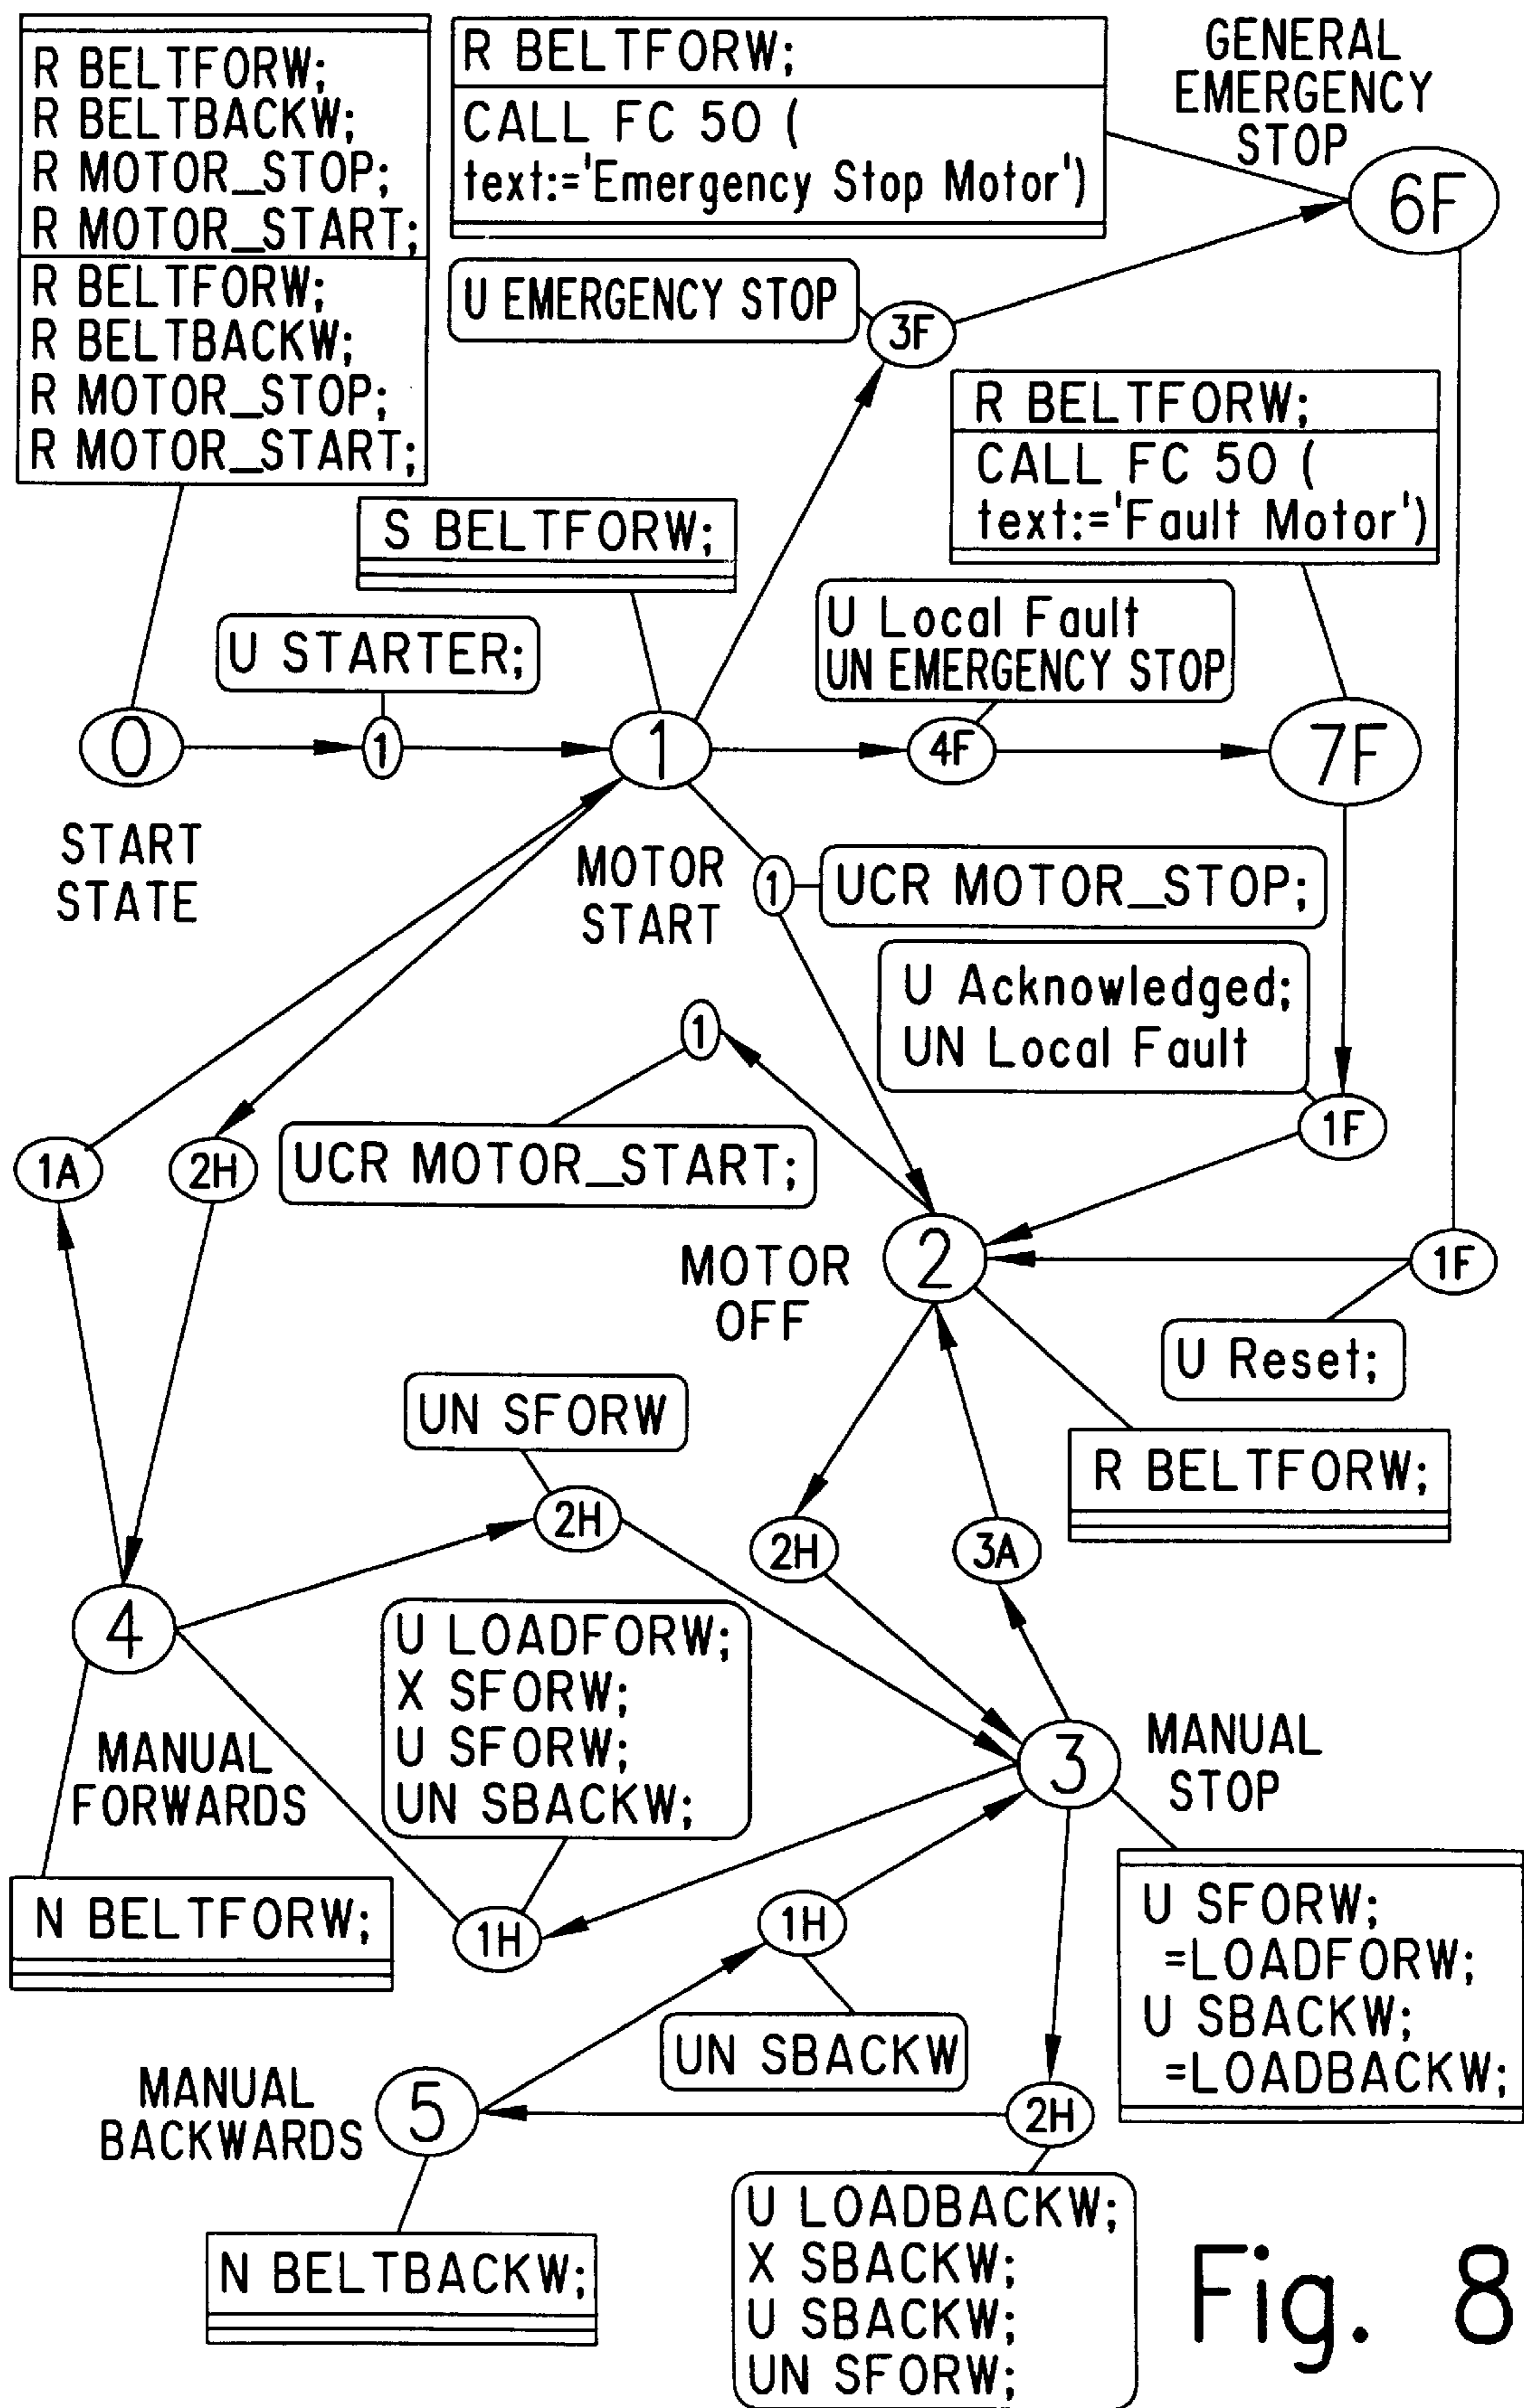 R BELTFORW;
R BELTBACKW;
R MOTOR_STOP;
R MOTOR_START;
R BELTFORW;
R BELTBACKW;
R MOTOR_STOP;
R MOTOR_START;
R BELTFORW;
CALL FC 50 (
text:='Emergency Stop Motor')
GENERAL
EMERGENCY
STOP
6F
U EMERGENCY STOP
3F
R BELTFORW;
CALL FC 50 (
text:='Fault Motor')
S BELTFORW;
U STARTER;
U Local Fault
UN EMERGENCY STOP
0
1
1
4F
7F
START
STATE
MOTOR
START
1
UCR MOTOR_STOP;
U Acknowledged;
UN Local Fault
1
1F
1A
2H
UCR MOTOR_START;
MOTOR
OFF
2
1F
U Reset;
UN SFORW
R BELTFORW;
2H
2H
3A
4
U LOADFORW;
X SFORW;
U SFORW;
UN SBACKW;
MANUAL
FORWARDS
3
MANUAL
STOP
N BELTFORW;
1H
1H
U SFORW;
=LOADFORW;
U SBACKW;
=LOADBACKW;
UN SBACKW
MANUAL
BACKWARDS
5
2H
N BELTBACKW;
U LOADBACKW;
X SBACKW;
U SBACKW;
UN SFORW;
Fig. 8